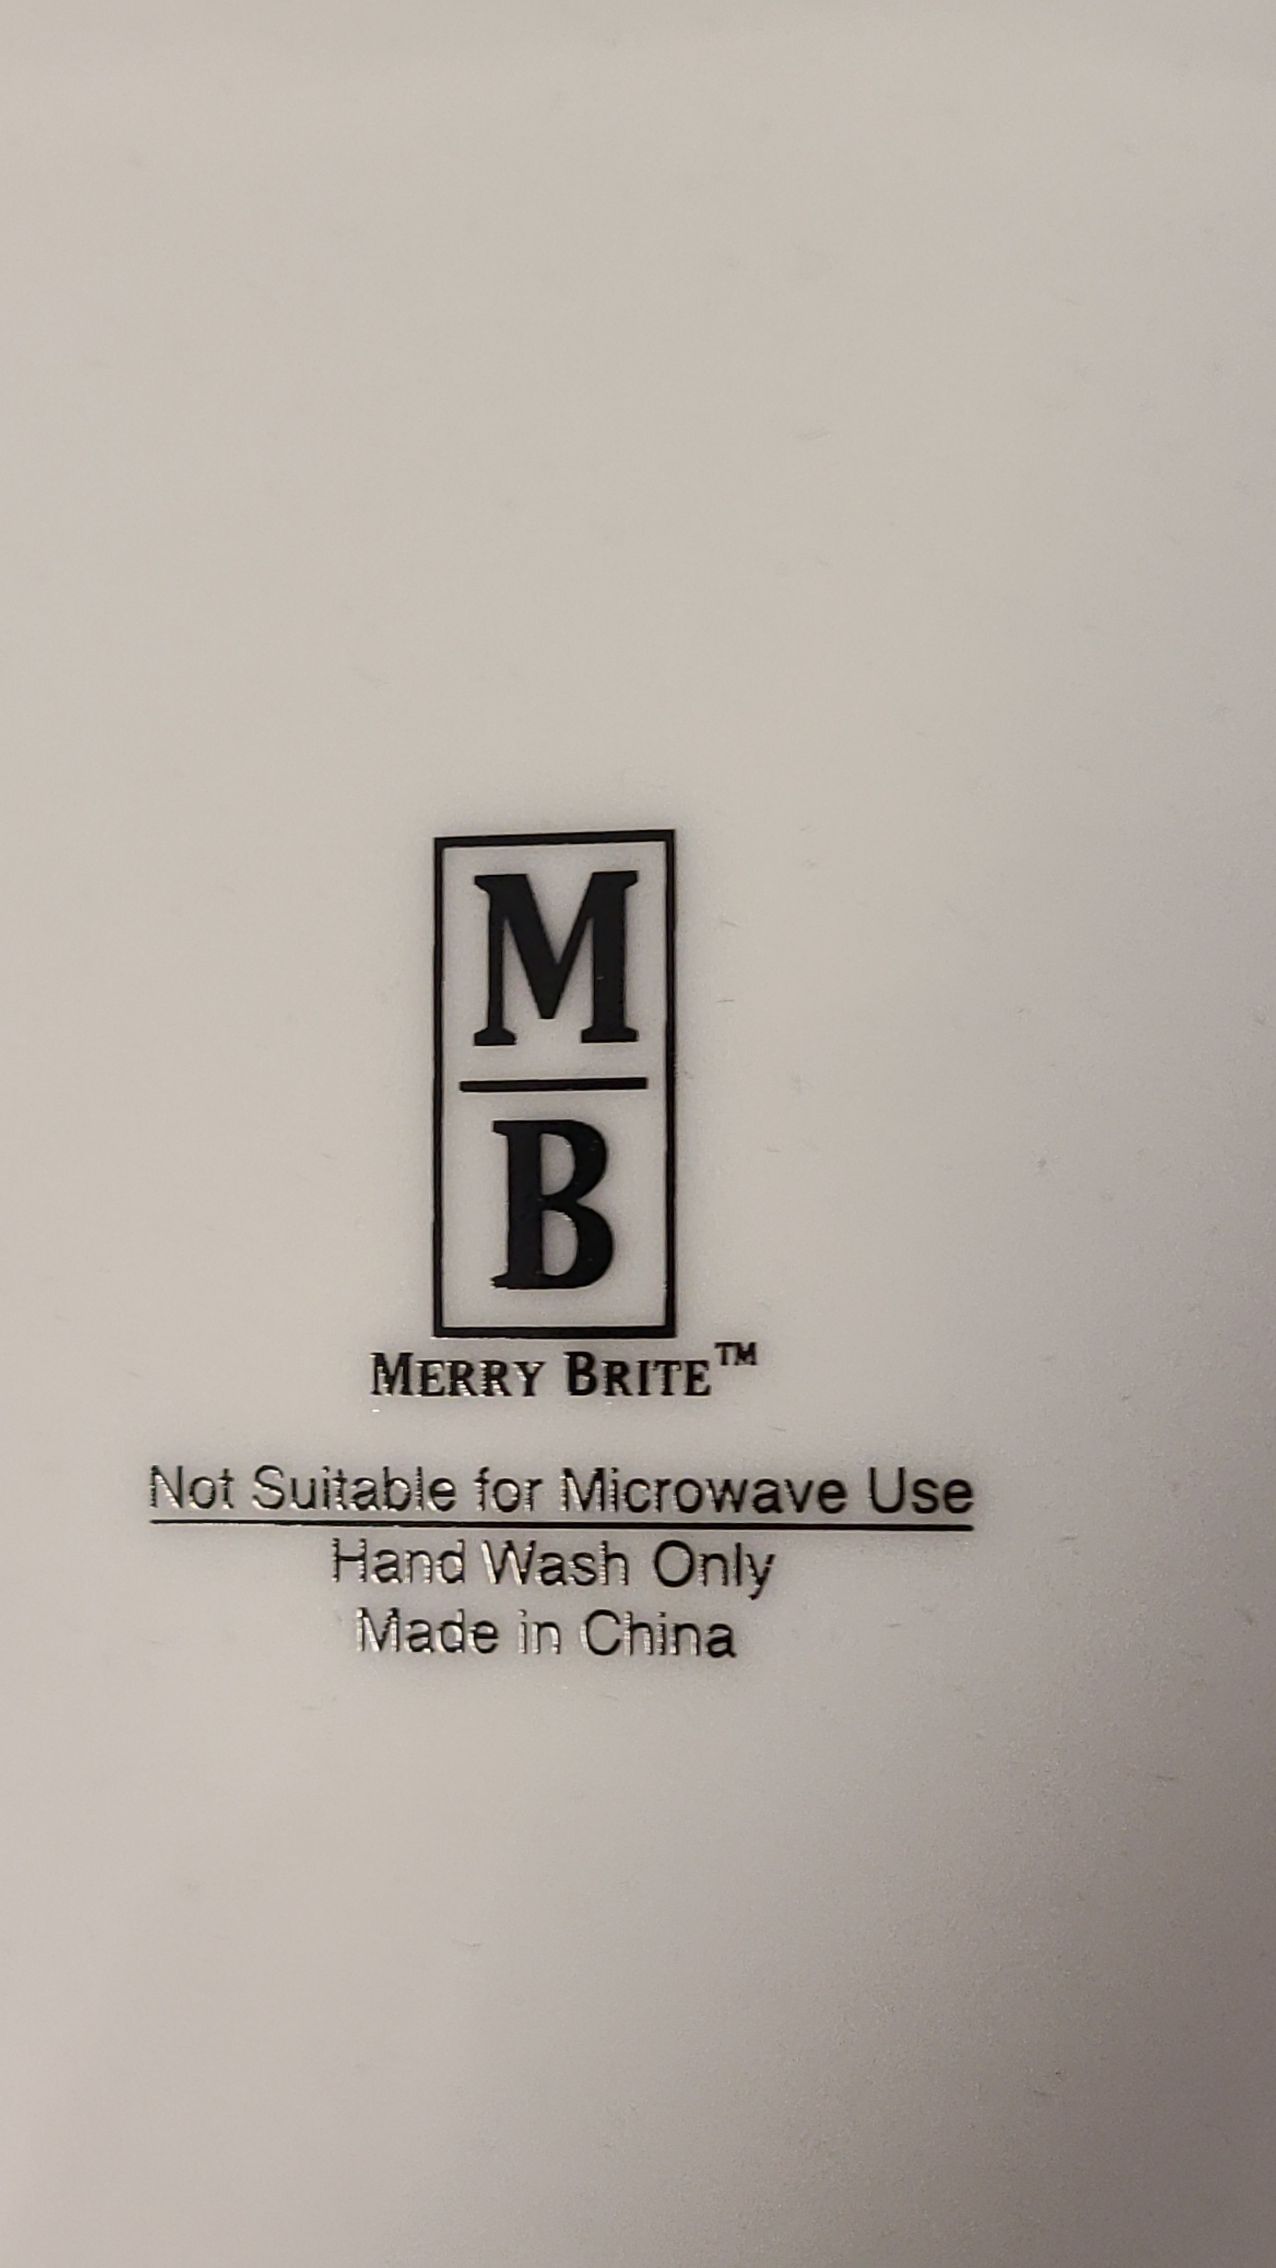 M
B
MERRY BRITE™
Not Suitable for Microwave Use
Hand Wash Only
Made in China